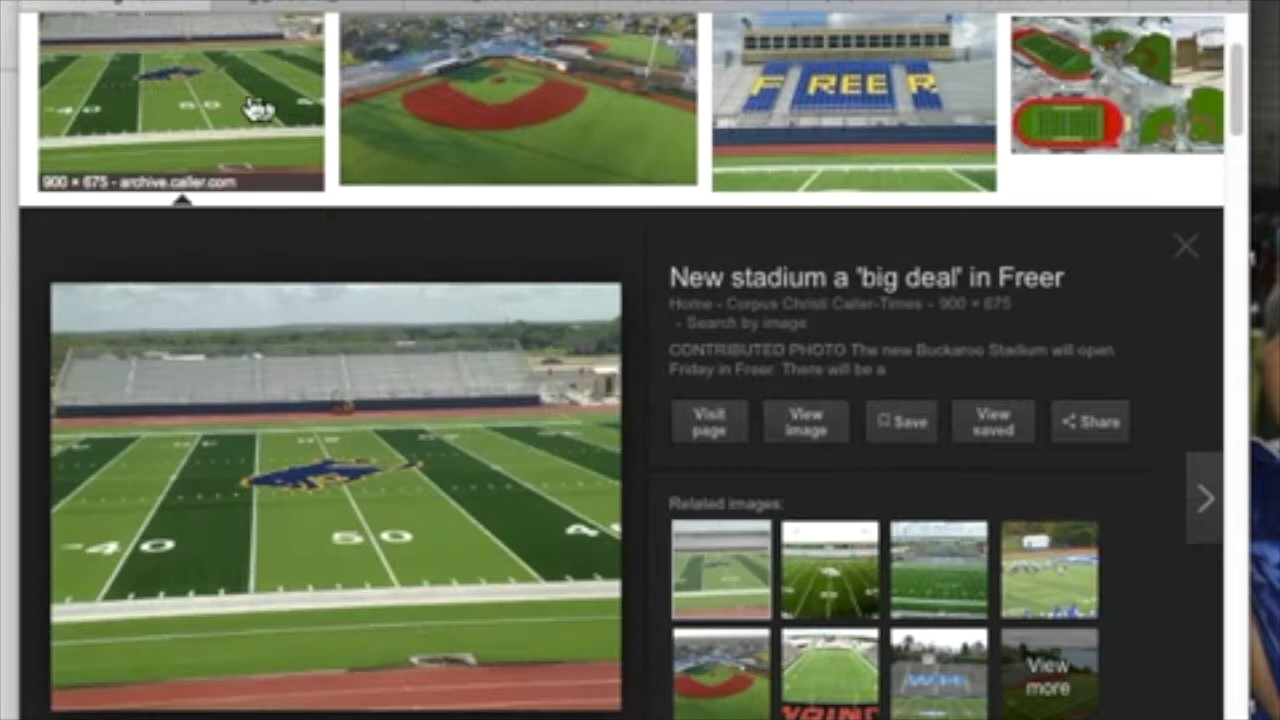 900 × 675 - archive.caller.com
FREER
New stadium a 'big deal' in Freer
Home - Corpus Christi Caller-Times - 900 × 675
- Search by image
CONTRIBUTED PHOTO The new Buckaroo Stadium will open
Friday in Freer. There will be a
Visit page
View image
Save
View saved
Share
Related images:
40
50
4
View more